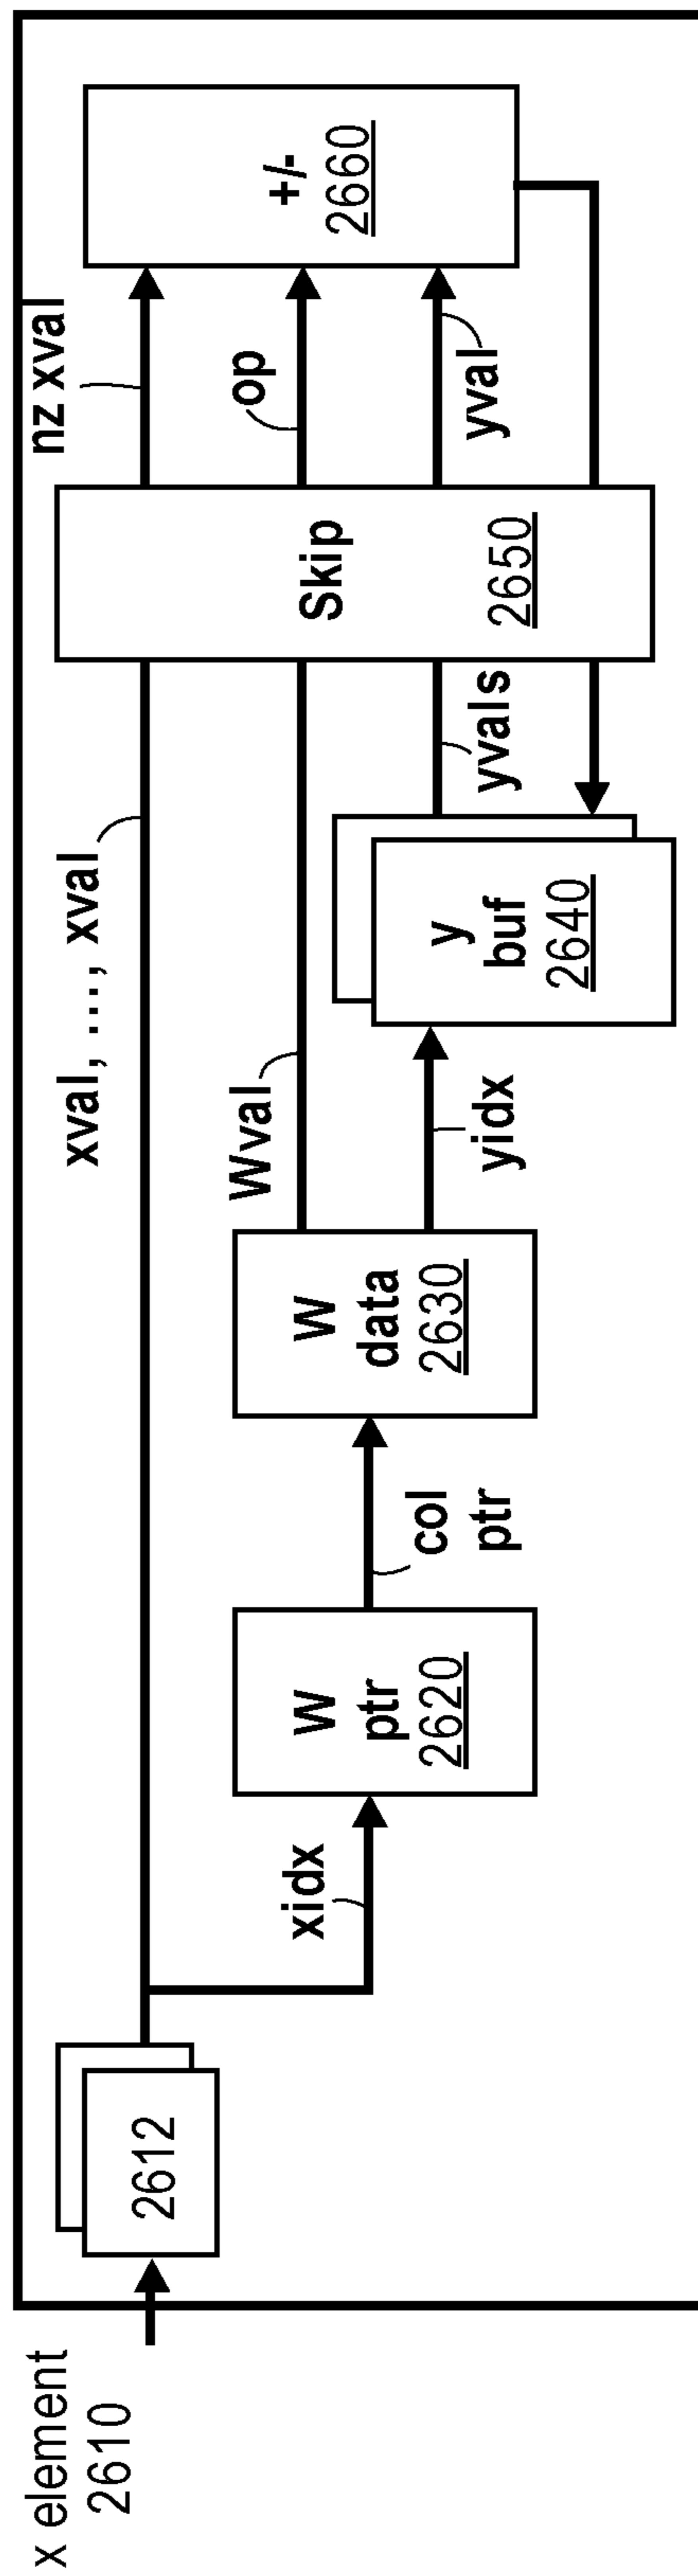 x element
2610
2612
xidx
W
ptr
2620
col
ptr
W
data
2630
xval, ..., xval
Wval
yidx
y
buf
2640
yvals
Skip
2650
nz xval
op
yval
+/-
2660